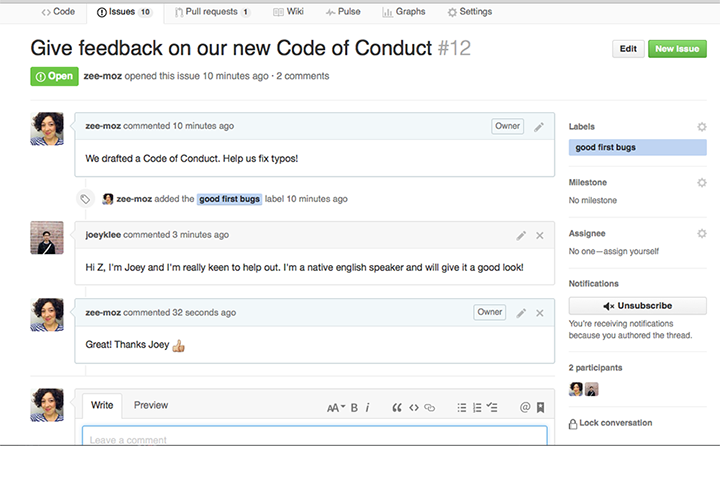 Code Issues 10 Pull requests 1 Wiki Pulse Graphs Settings
Give feedback on our new Code of Conduct #12
Edit New issue
Open zee-moz opened this issue 10 minutes ago · 2 comments
zee-moz commented 10 minutes ago Owner
We drafted a Code of Conduct. Help us fix typos!
zee-moz added the good first bugs label 10 minutes ago
joeyklee commented 3 minutes ago
Hi Z, I'm Joey and I'm really keen to help out. I'm a native english speaker and will give it a good look!
zee-moz commented 32 seconds ago Owner
Great! Thanks Joey 👍
Write Preview AA B i @
Leave a comment
Labels
good first bugs
Milestone
No milestone
Assignee
No one—assign yourself
Notifications
Unsubscribe
You're receiving notifications
because you authored the thread.
2 participants
Lock conversation